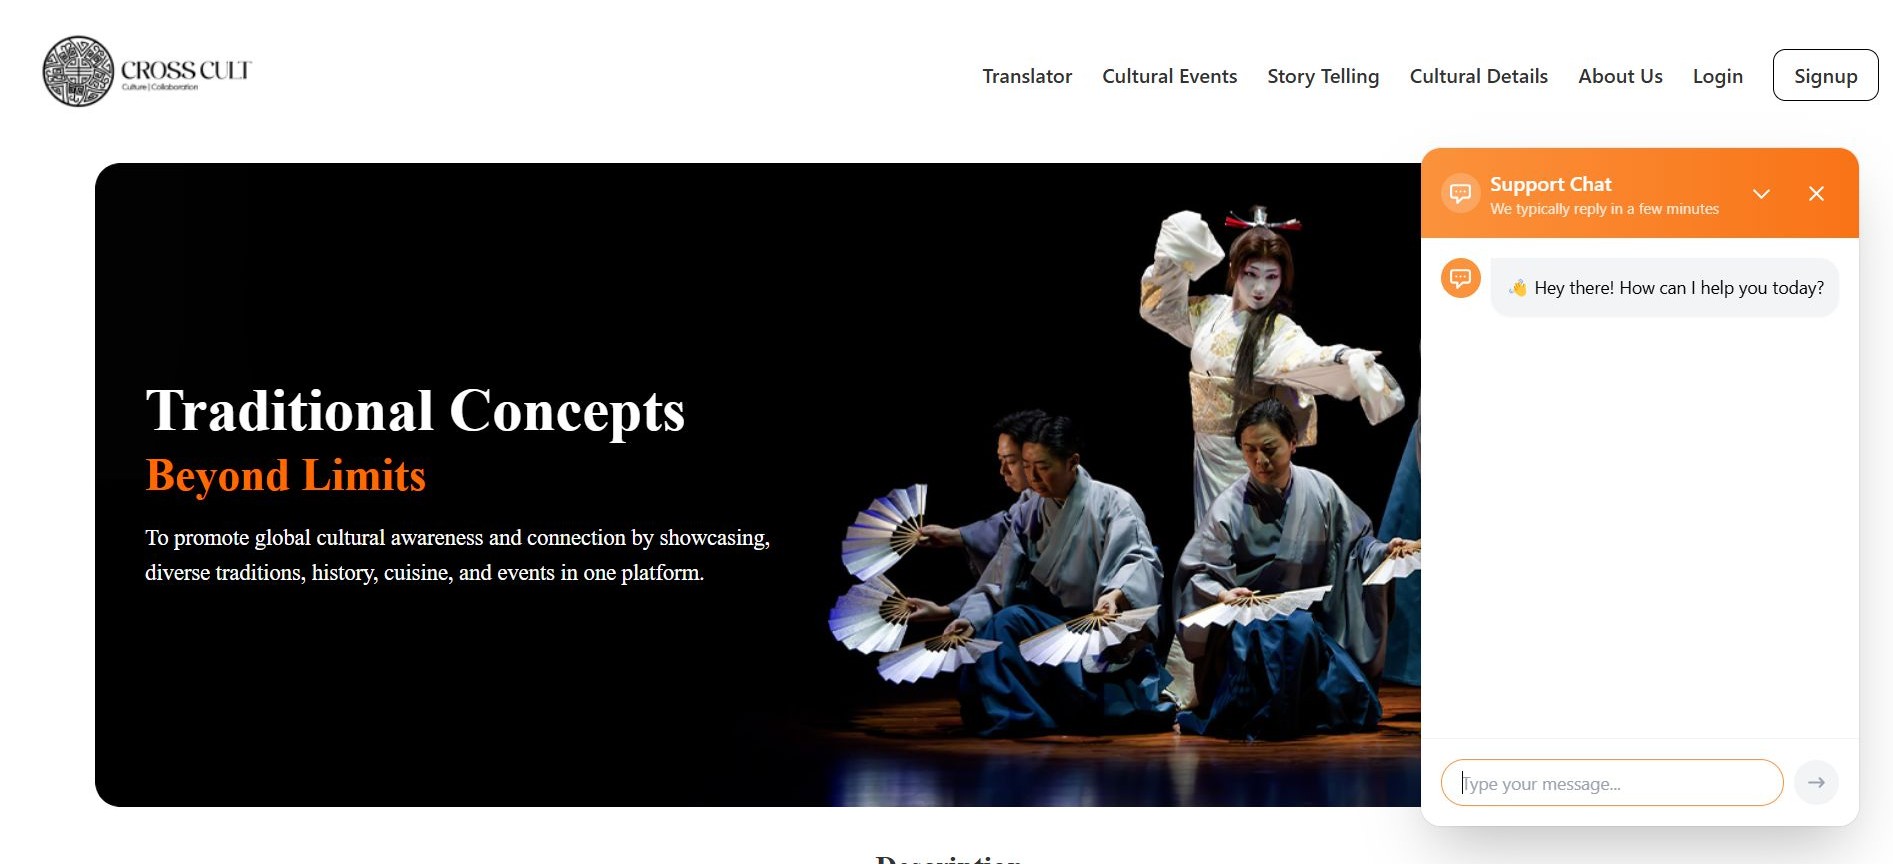 CROSS CULT
Culture | Collaboration
Translator
Cultural Events
Story Telling
Cultural Details
About Us
Login
Signup
Traditional Concepts
Beyond Limits
To promote global cultural awareness and connection by showcasing,
diverse traditions, history, cuisine, and events in one platform.
Support Chat
We typically reply in a few minutes
👋 Hey there! How can I help you today?
Type your message...
Description